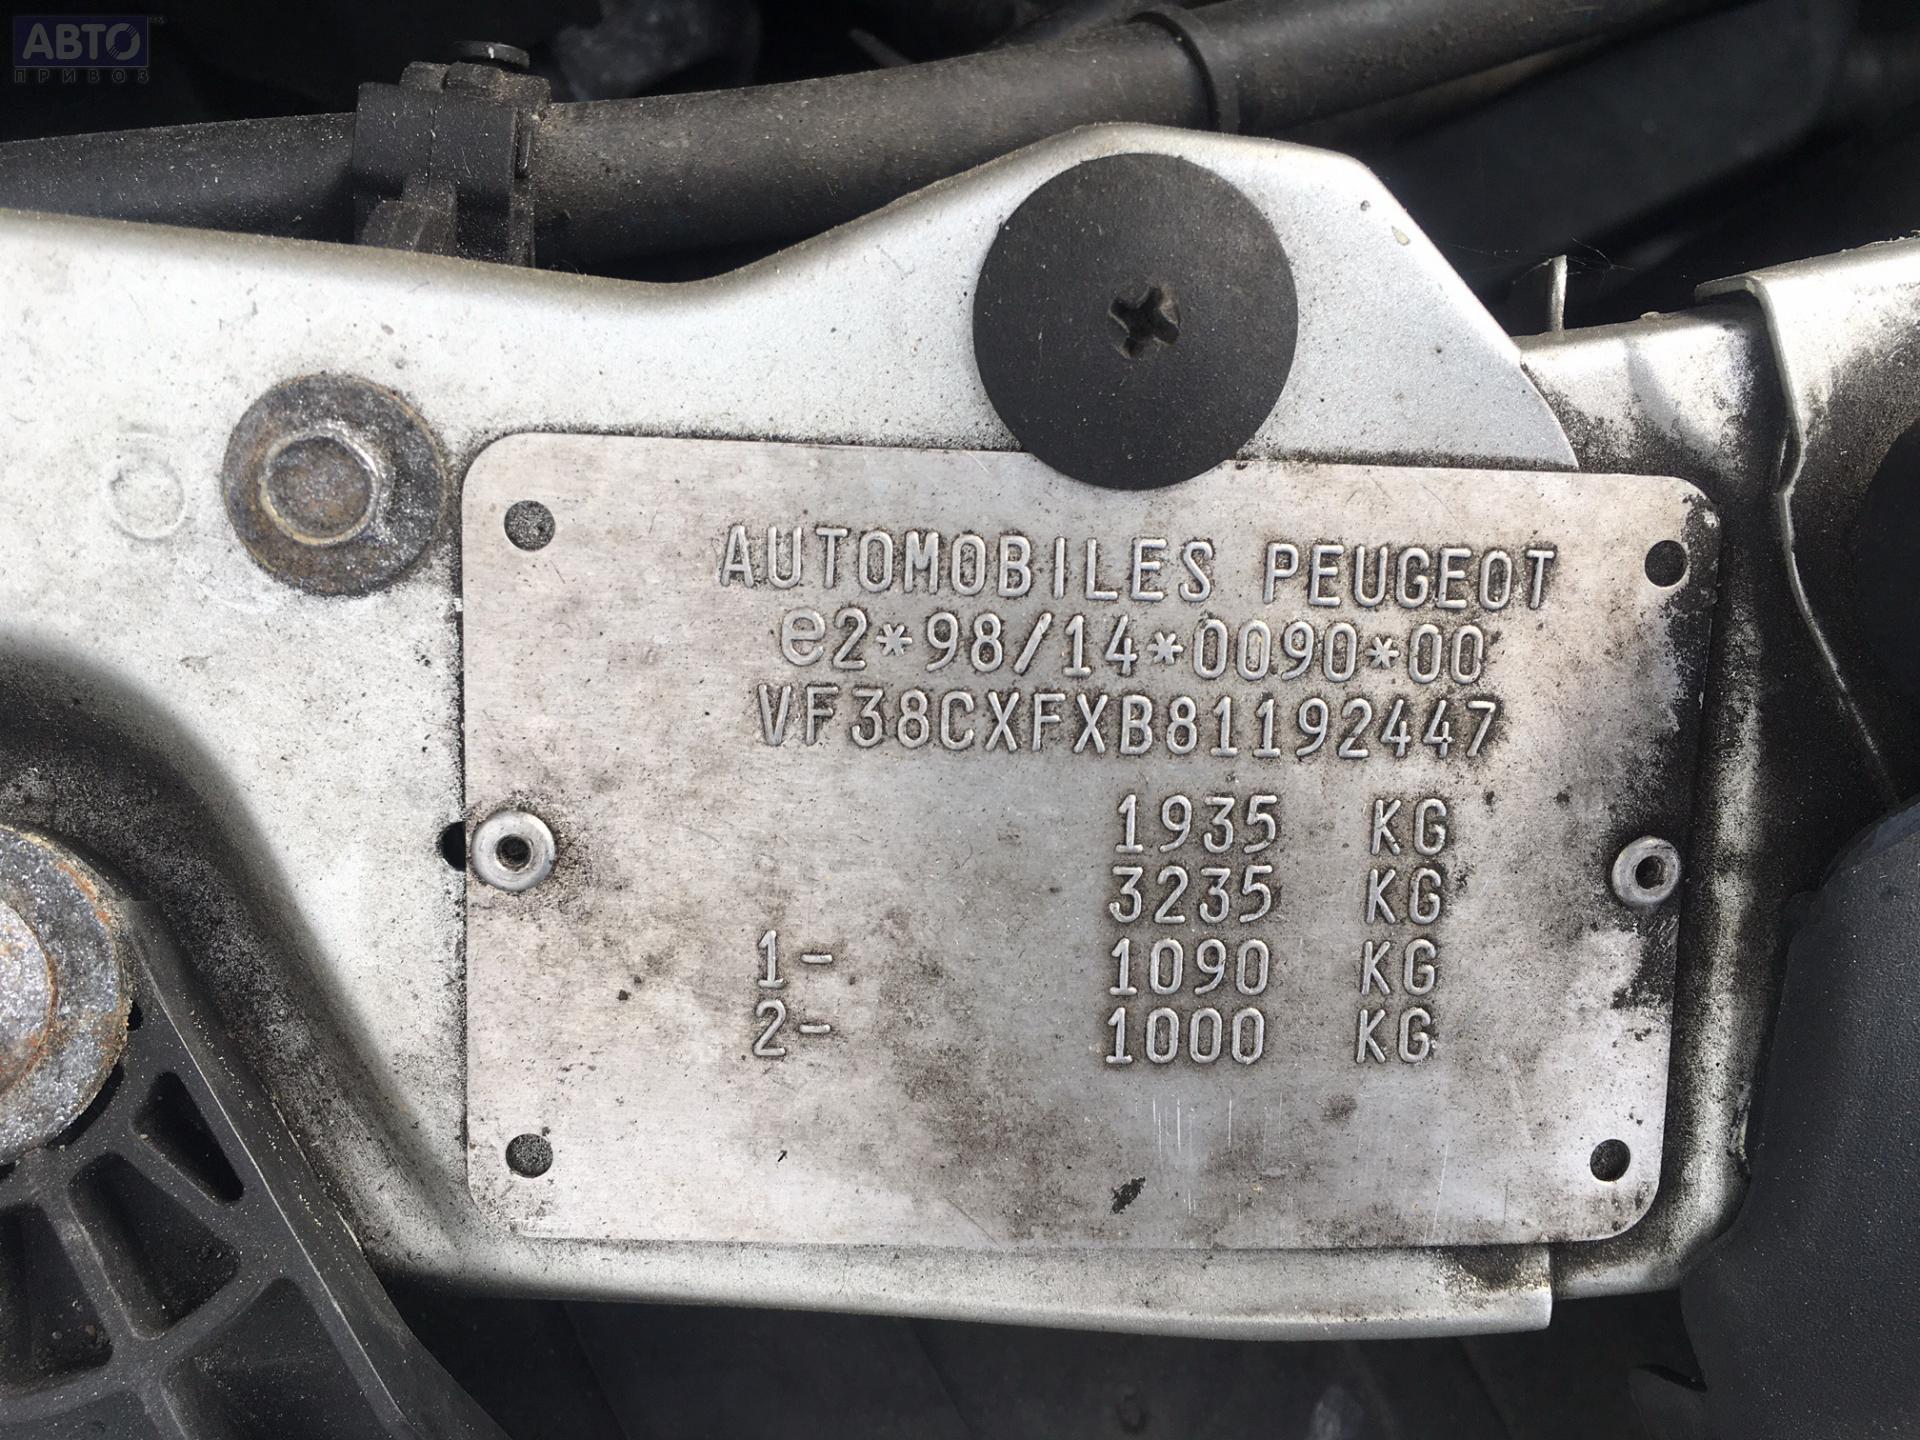 АВТО
ПРИВОЗ
AUTOMOBILES PEUGEOT
e2*98/14*0090*00
VF38CXFXB81192447
1935 KG
3235 KG
1- 1090 KG
2- 1000 KG